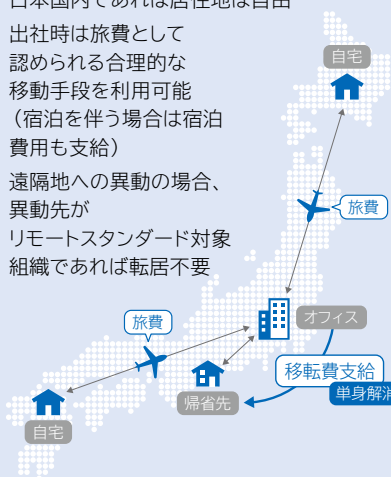 日本国内であれば居住地は自由
出社時は旅費として
認められる合理的な
移動手段を利用可能
（宿泊を伴う場合は宿泊
費用も支給）
遠隔地への異動の場合、
異動先が
リモートスタンダード対象
組織であれば転居不要
自宅
旅費
オフィス
旅費
移転費支給
単身解消
帰省先
自宅